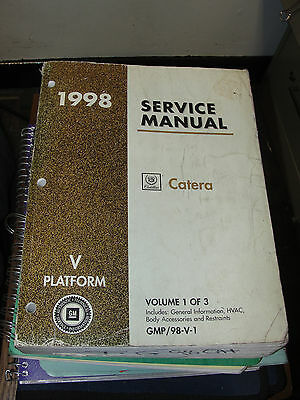 1998
SERVICE
MANUAL
Catera
V
PLATFORM
GM
VOLUME 1 OF 3
Includes: General Information, HVAC,
Body Accessories and Restraints
GMP/98-V-1